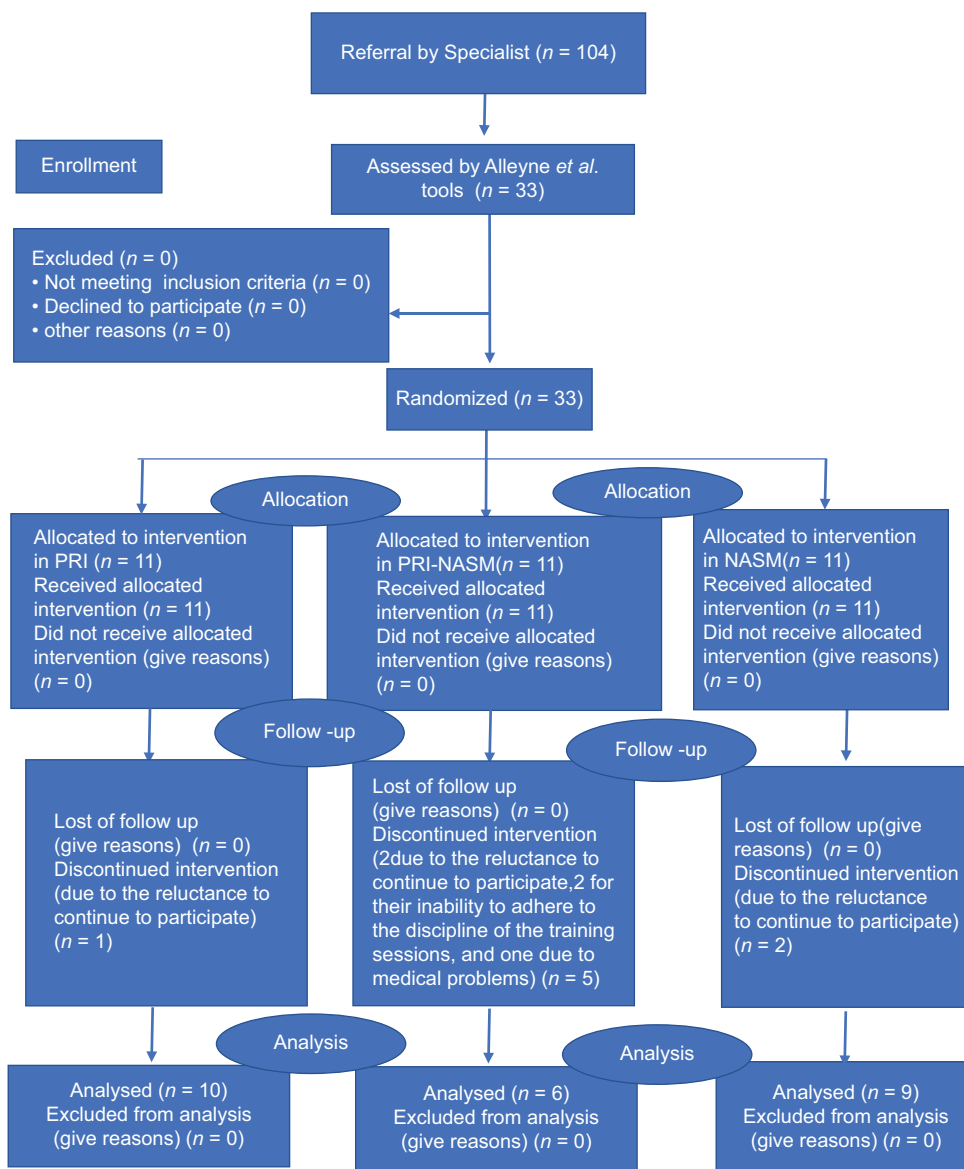 Referral by Specialist (n = 104)
Enrollment
Assessed by Alleyne et al.
tools (n = 33)
Excluded (n = 0)
• Not meeting inclusion criteria (n = 0)
• Declined to participate (n = 0)
• other reasons (n = 0)
Randomized (n = 33)
Allocation
Allocation
Allocated to intervention
in PRI (n = 11)
Received allocated
intervention (n = 11)
Did not receive allocated
intervention (give reasons)
(n = 0)
Allocated to intervention
in PRI-NASM(n = 11)
Received allocated
intervention (n = 11)
Did not receive allocated
intervention (give reasons)
(n = 0)
Allocated to intervention
in NASM(n = 11)
Received allocated
intervention (n = 11)
Did not receive allocated
intervention (give reasons)
(n = 0)
Follow -up
Follow -up
Lost of follow up
(give reasons) (n = 0)
Discontinued intervention
(due to the reluctance to
continue to participate)
(n = 1)
Lost of follow up
(give reasons) (n = 0)
Discontinued intervention
(2due to the reluctance to
continue to participate,2 for
their inability to adhere to
the discipline of the training
sessions, and one due to
medical problems) (n = 5)
Lost of follow up(give
reasons) (n = 0)
Discontinued intervention
(due to the reluctance
to continue to participate)
(n = 2)
Analysis
Analysis
Analysed (n = 10)
Excluded from analysis
(give reasons) (n = 0)
Analysed (n = 6)
Excluded from analysis
(give reasons) (n = 0)
Analysed (n = 9)
Excluded from analysis
(give reasons) (n = 0)